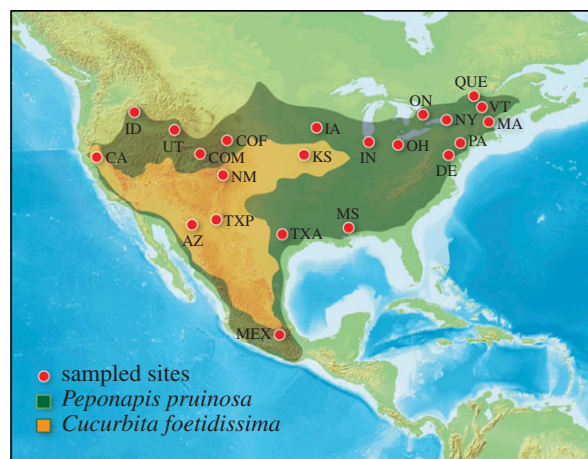 QUE
ON
VT
ID
IA
NY
MA
UT
COF
IN
OH
PA
CA
COM
KS
DE
NM
TXP
MS
AZ
TXA
MEX
sampled sites
Peponapis pruinosa
Cucurbita foetidissima